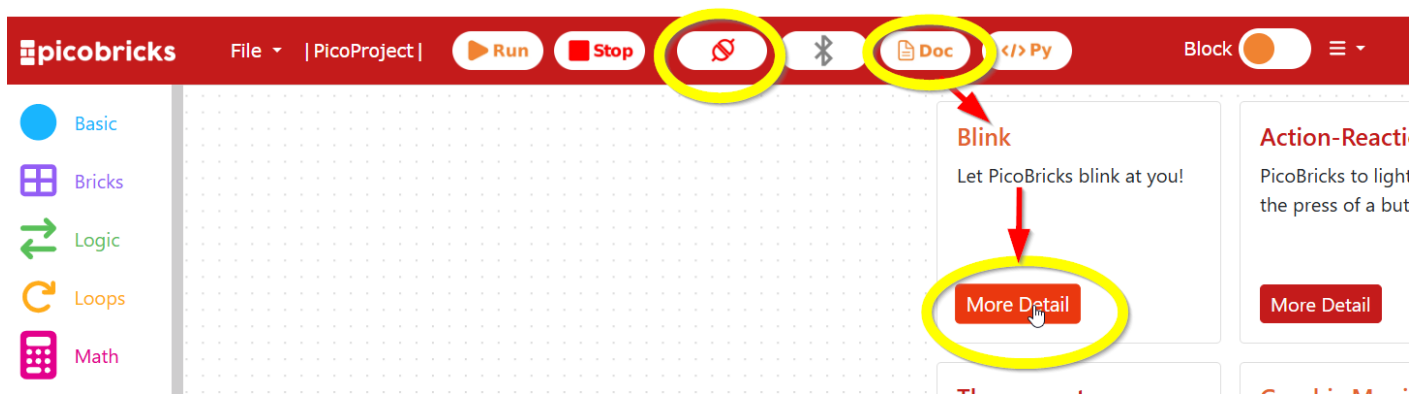 picobricks File |PicoProject| Run Stop Doc </> Py Block
Basic
Bricks
Logic
Loops
Math
Blink
Let PicoBricks blink at you!
More Detail
Action-Reacti
PicoBricks to light
the press of a but
More Detail